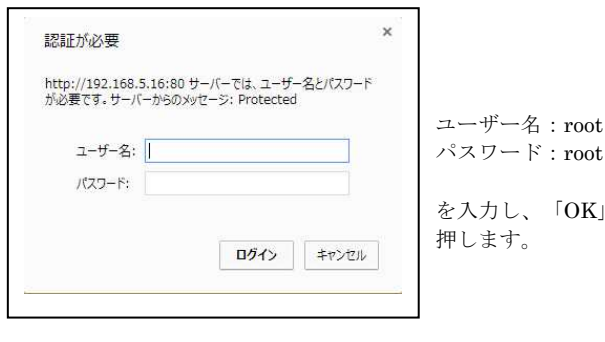 認証が必要
×
http://192.168.5.16:80 サーバーでは、ユーザー名とパスワード
が必要です。サーバーからのメッセージ: Protected
ユーザー名:
パスワード:
ログイン
キャンセル
ユーザー名：root
パスワード：root
を入力し、「OK」
押します。